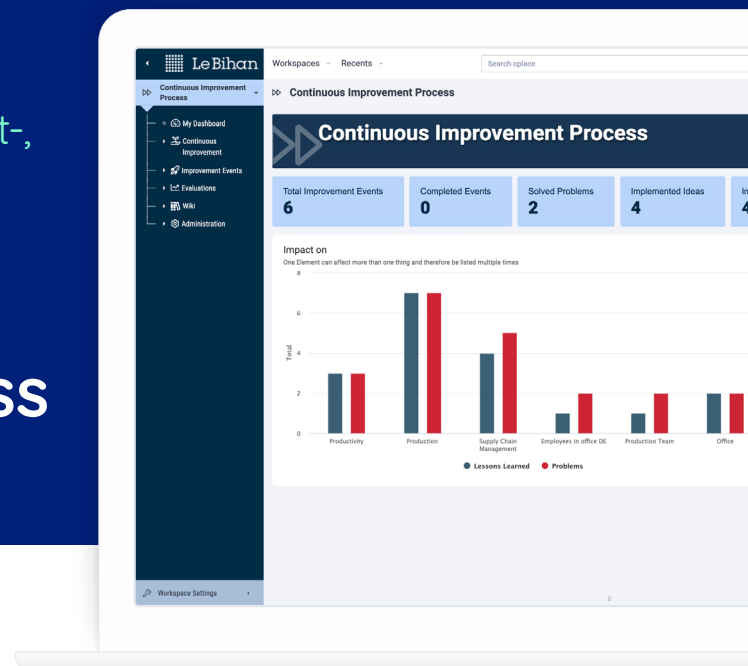 t-,
ss
LeBihan
Workspaces
Recents
Search cplace
Continuous Improvement
Process
Continuous Improvement Process
My Dashboard
Continuous
Improvement
Improvement Events
Evaluations
Wiki
Administration
Workspace Settings
Continuous Improvement Process
Total Improvement Events
6
Completed Events
0
Solved Problems
2
Implemented Ideas
4
In
4
Impact on
One Element can affect more than one thing and therefore be listed multiple times
8
6
4
2
0
Total
Productivity
Production
Supply Chain
Management
Employees in office DE
Production Team
Office
Lessons Learned
Problems